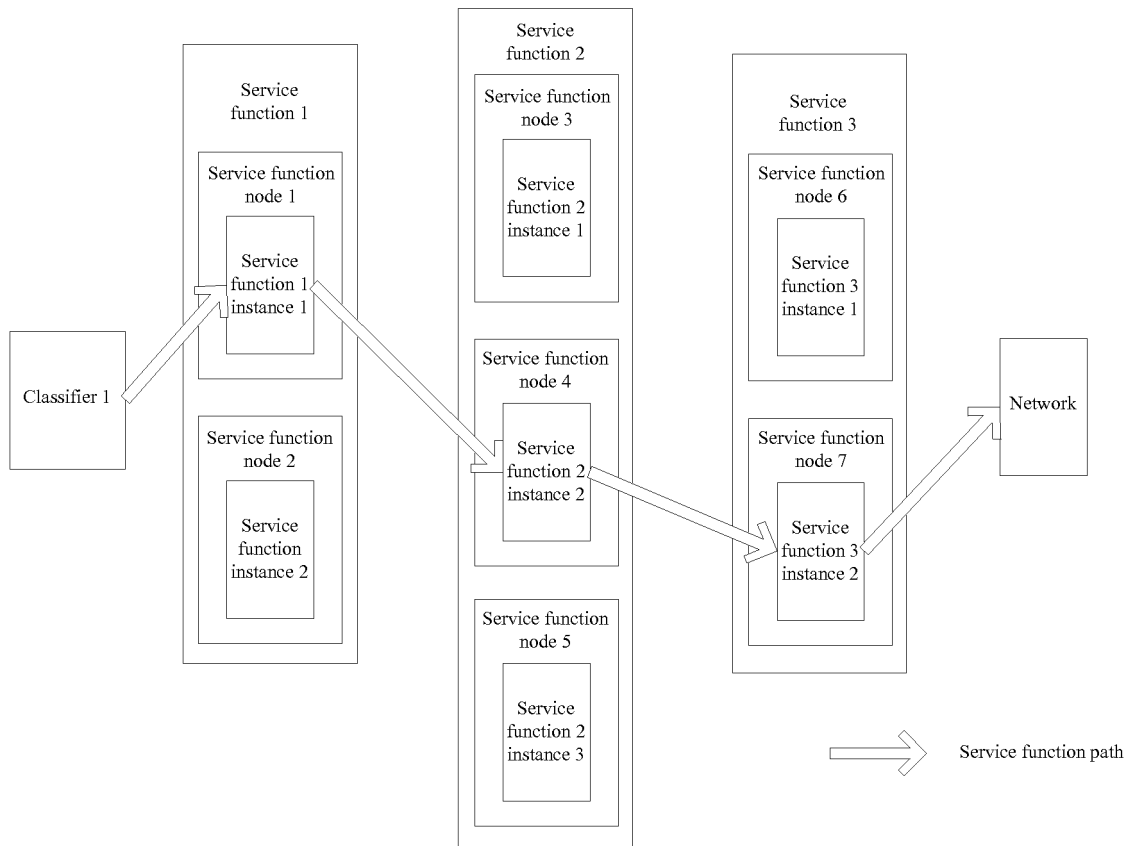 Classifier 1
Service
function 1
Service function
node 1
Service
function 1
instance 1
Service function
node 2
Service
function
instance 2
Service
function 2
Service function
node 3
Service
function 2
instance 1
Service function
node 4
Service
function 2
instance 2
Service function
node 5
Service
function 2
instance 3
Service
function 3
Service function
node 6
Service
function 3
instance 1
Service function
node 7
Service
function 3
instance 2
Network
Service function path